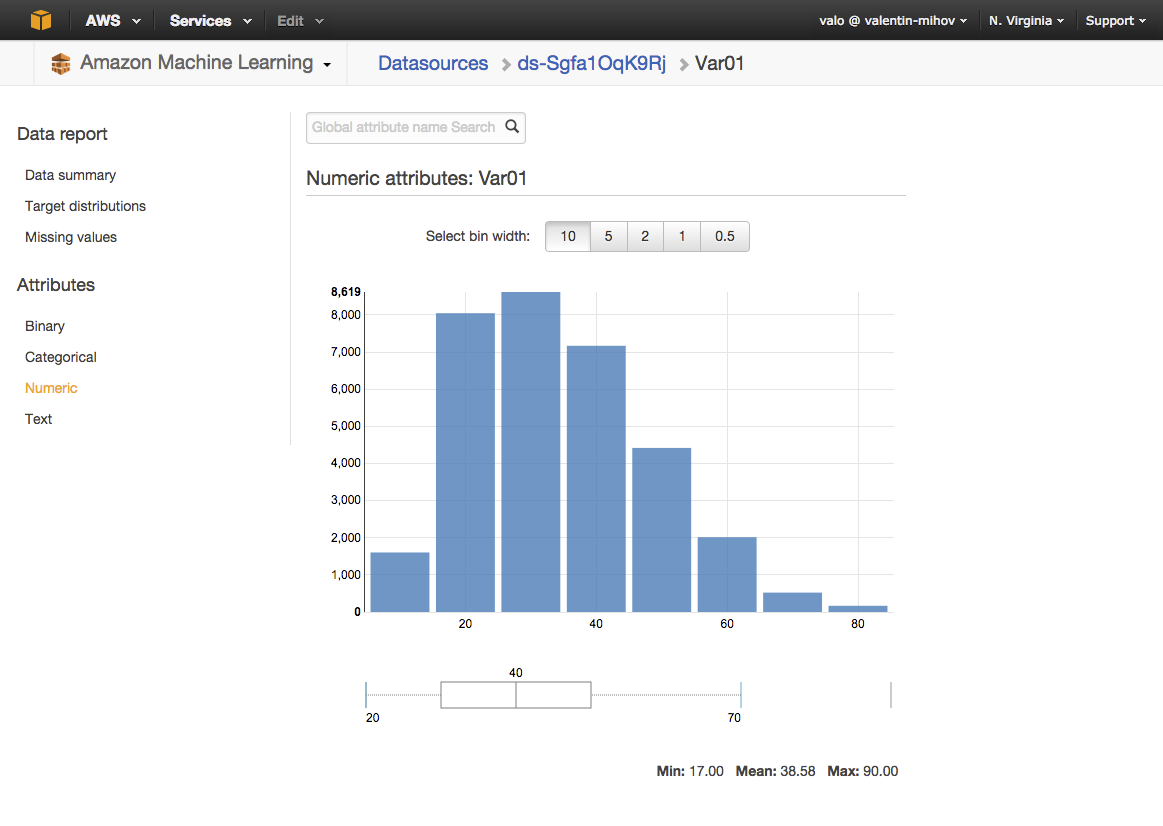 AWS Services Edit valo @ valentin-mihov N. Virginia Support
Amazon Machine Learning Datasources ds-Sgfa1OqK9Rj Var01
Data report
Data summary
Target distributions
Missing values
Attributes
Binary
Categorical
Numeric
Text
Global attribute name Search
Numeric attributes: Var01
Select bin width: 10 5 2 1 0.5
8,619
8,000
7,000
6,000
5,000
4,000
3,000
2,000
1,000
0
20 40 60 80
40
20 70
Min: 17.00 Mean: 38.58 Max: 90.00